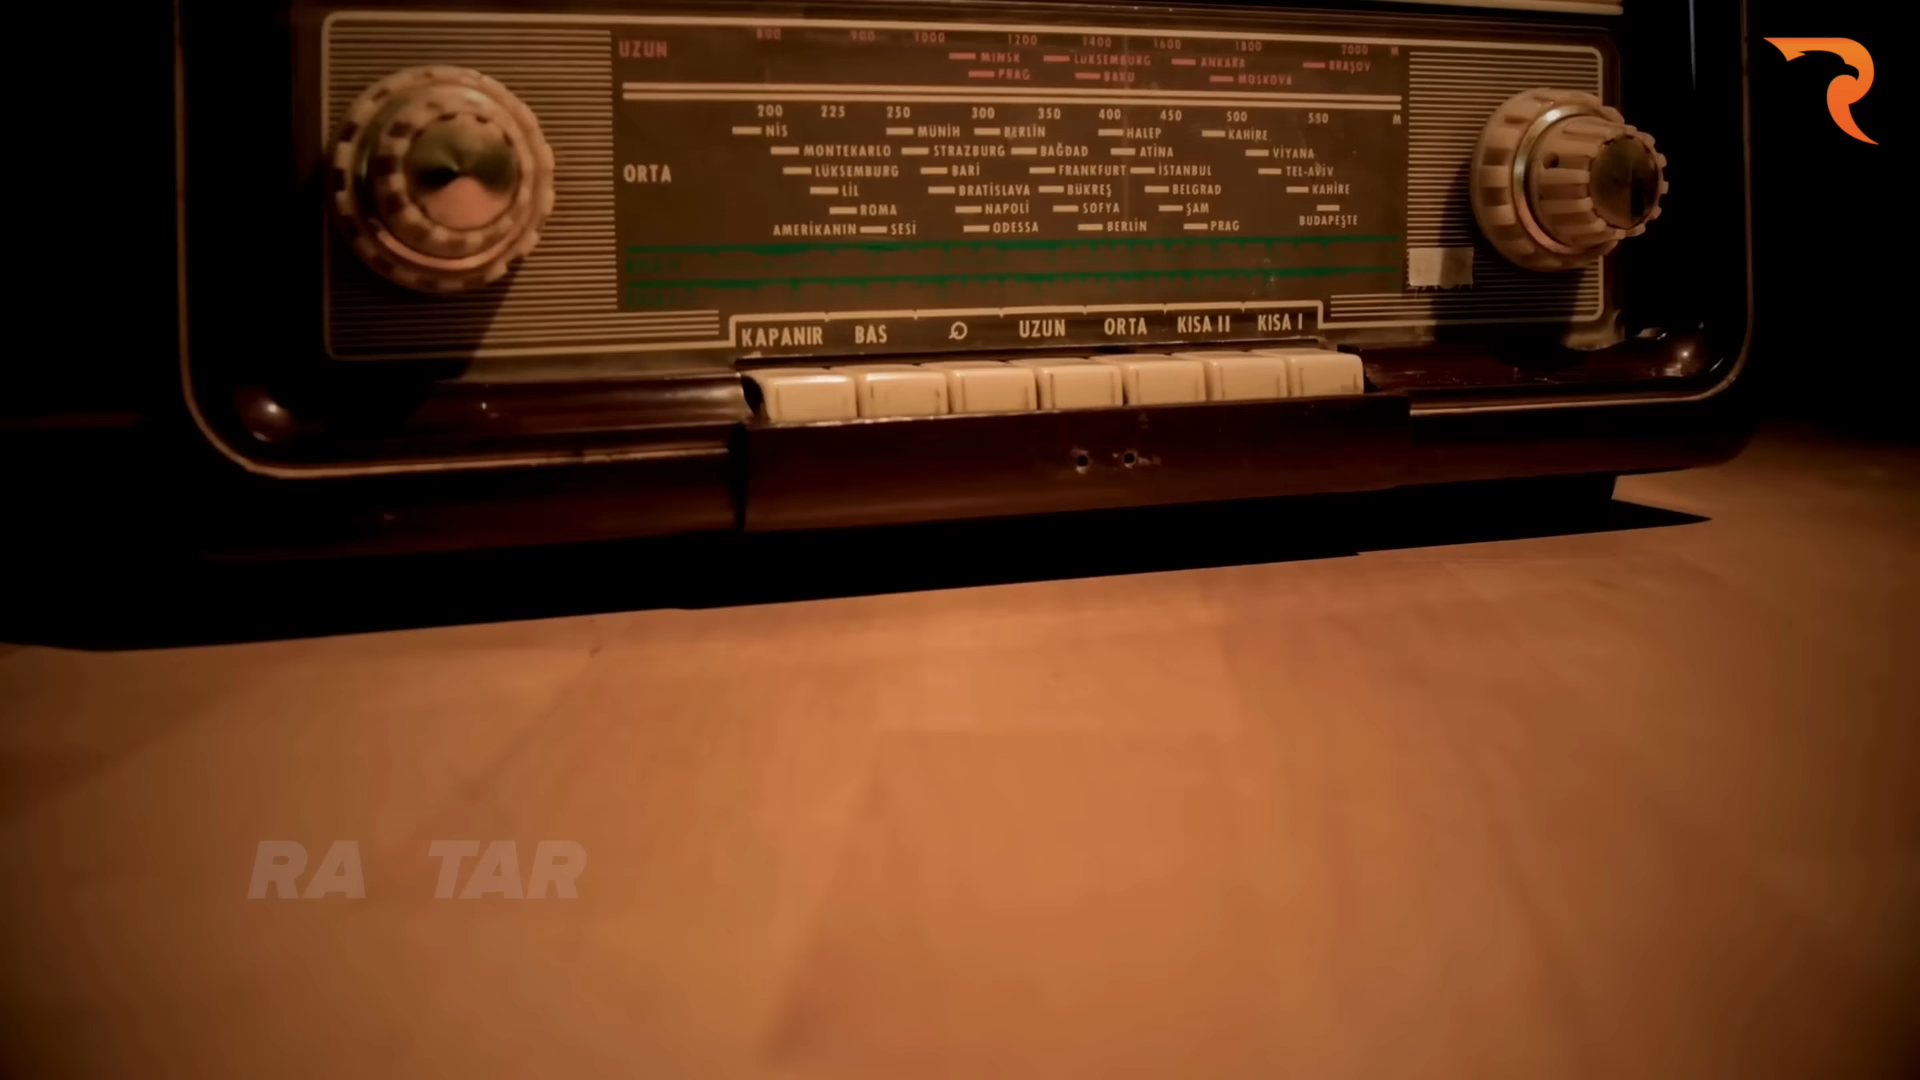 UZUN 800 900 1000 1200 1400 1600 1800 2000 M
MINSK LÜKSEMBURG ANKARA BRAŞOV
PRAG BAKU MOSKOVA
200 225 250 300 350 400 450 500 550 M
NİS MÜNİH BERLİN HALEP KAHİRE
MONTEKARLO STRAZBURG BAĞDAD ATİNA VİYANA
ORTA LÜKSEMBURG BARİ FRANKFURT İSTANBUL TEL-AVİV
LİL BRATİSLAVA BÜKREŞ BELGRAD KAHİRE
ROMA NAPOLİ SOFYA ŞAM BUDAPEŞTE
AMERİKANIN SESİ ODESSA BERLİN PRAG
KAPANIR BAS UZUN ORTA KISA II KISA I
RA TAR